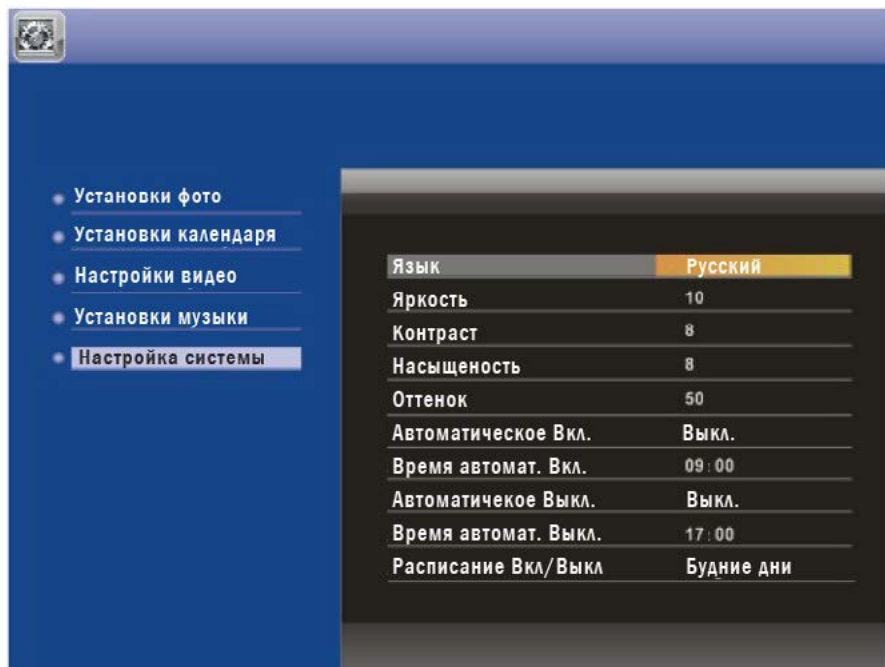 Установки фото
Установки календаря
Настройки видео
Установки музыки
Настройка системы
Язык Русский
Яркость 10
Контраст 8
Насыщеность 8
Оттенок 50
Автоматическое Вкл. Выкл.
Время автомат. Вкл. 09:00
Автоматичекое Выкл. Выкл.
Время автомат. Выкл. 17:00
Расписание Вкл/Выкл Будние дни